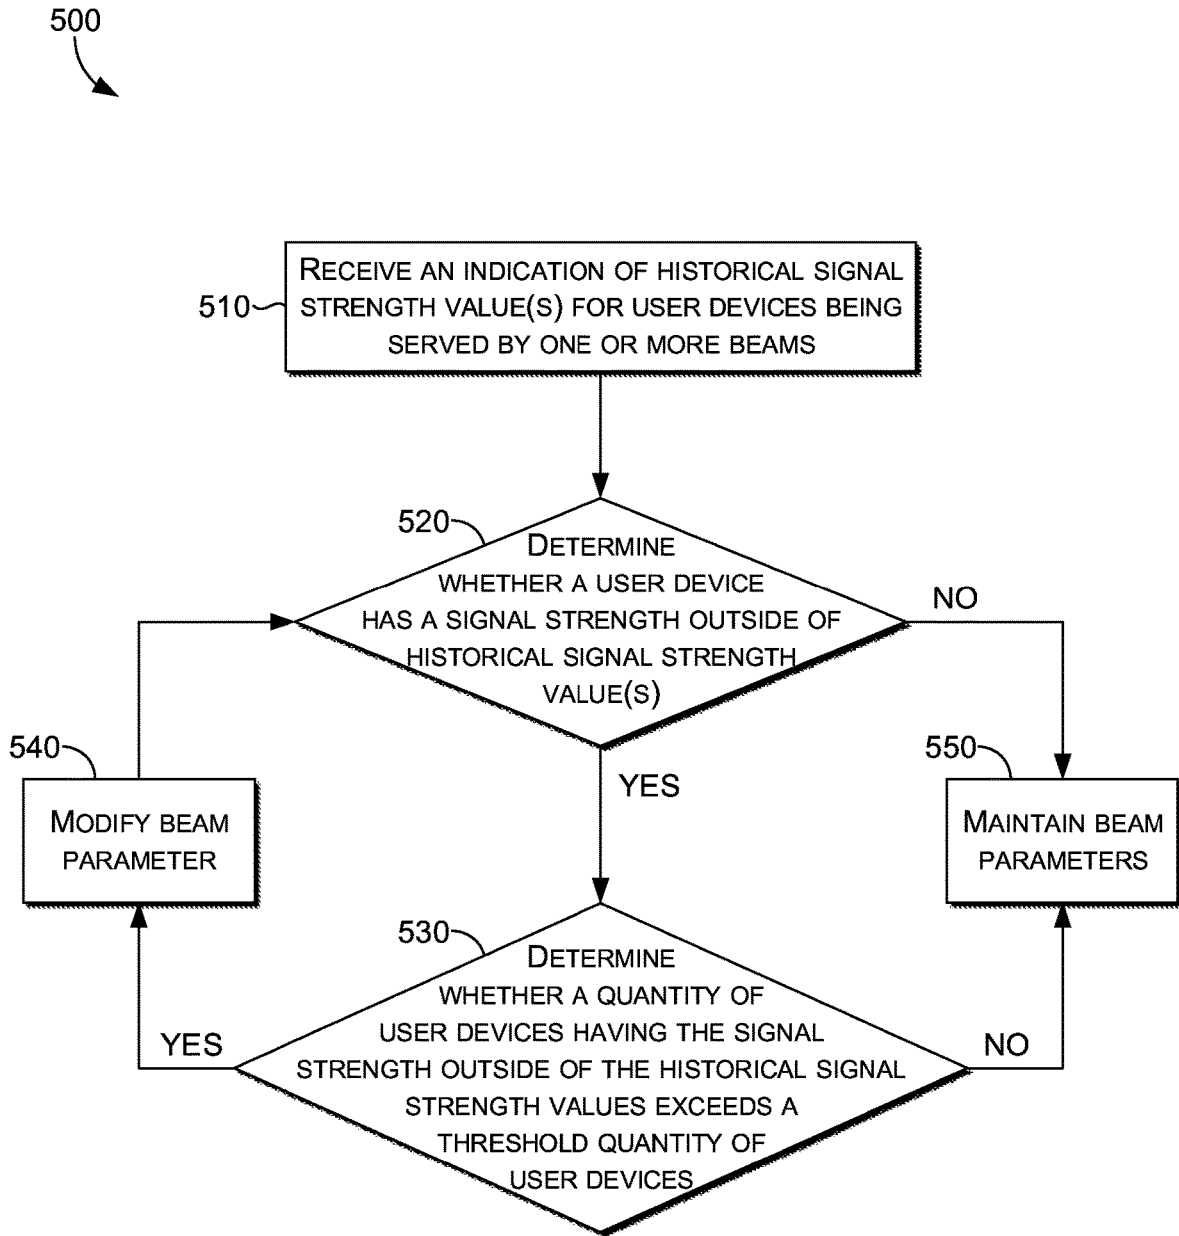 500
RECEIVE AN INDICATION OF HISTORICAL SIGNAL
STRENGTH VALUE(S) FOR USER DEVICES BEING
SERVED BY ONE OR MORE BEAMS
510
520
DETERMINE
WHETHER A USER DEVICE
HAS A SIGNAL STRENGTH OUTSIDE OF
HISTORICAL SIGNAL STRENGTH
VALUE(S)
NO
YES
540
MODIFY BEAM
PARAMETER
550
MAINTAIN BEAM
PARAMETERS
530
DETERMINE
WHETHER A QUANTITY OF
USER DEVICES HAVING THE SIGNAL
STRENGTH OUTSIDE OF THE HISTORICAL SIGNAL
STRENGTH VALUES EXCEEDS A
THRESHOLD QUANTITY OF
USER DEVICES
YES
NO